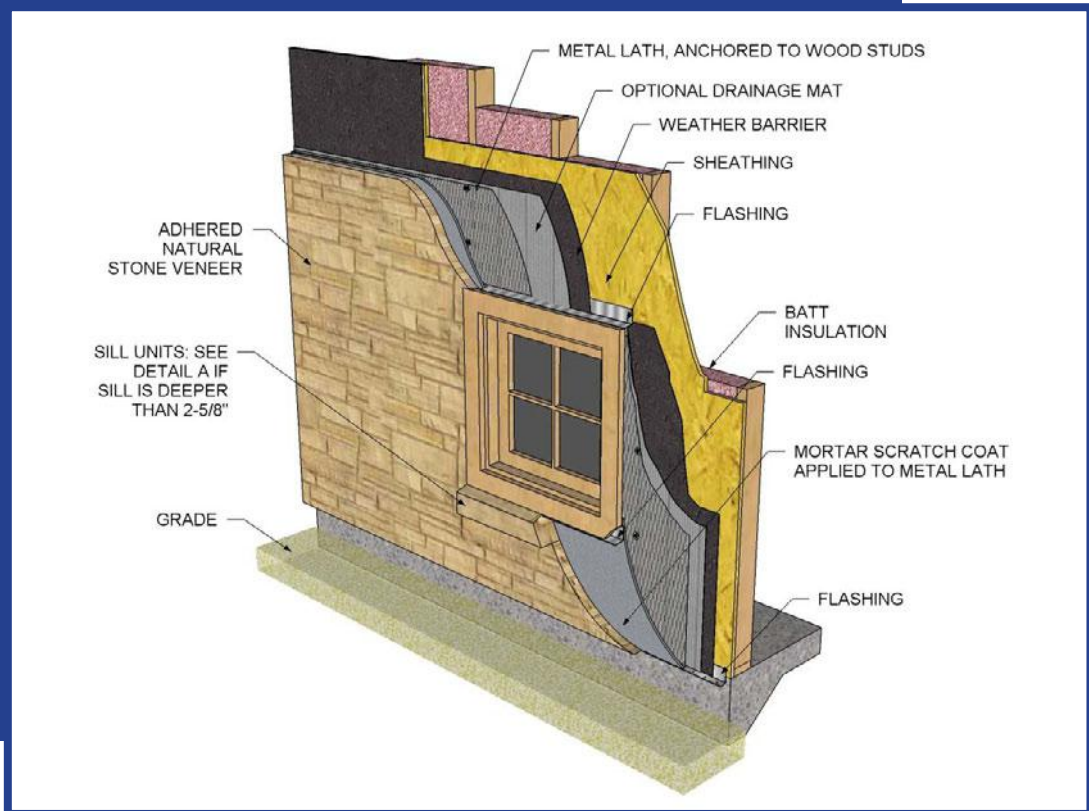 METAL LATH, ANCHORED TO WOOD STUDS
OPTIONAL DRAINAGE MAT
WEATHER BARRIER
SHEATHING
FLASHING
ADHERED
NATURAL
STONE VENEER
BATT
INSULATION
SILL UNITS: SEE
DETAIL A IF
SILL IS DEEPER
THAN 2-5/8"
FLASHING
MORTAR SCRATCH COAT
APPLIED TO METAL LATH
GRADE
FLASHING